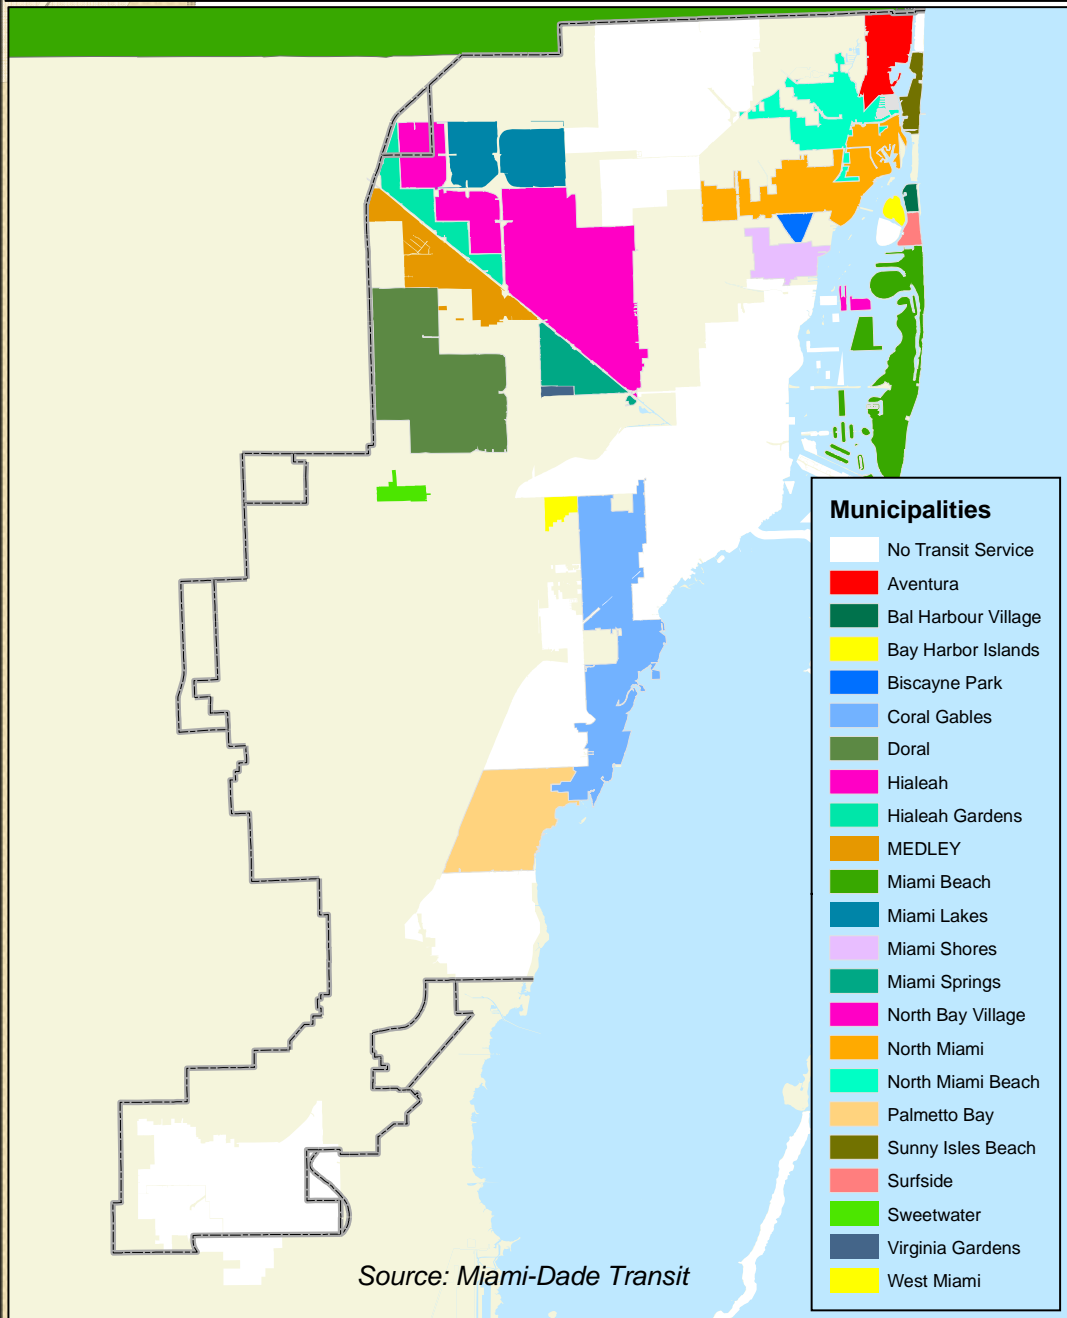 Municipalities
No Transit Service
Aventura
Bal Harbour Village
Bay Harbor Islands
Biscayne Park
Coral Gables
Doral
Hialeah
Hialeah Gardens
MEDLEY
Miami Beach
Miami Lakes
Miami Shores
Miami Springs
North Bay Village
North Miami
North Miami Beach
Palmetto Bay
Sunny Isles Beach
Surfside
Sweetwater
Virginia Gardens
West Miami
Source: Miami-Dade Transit